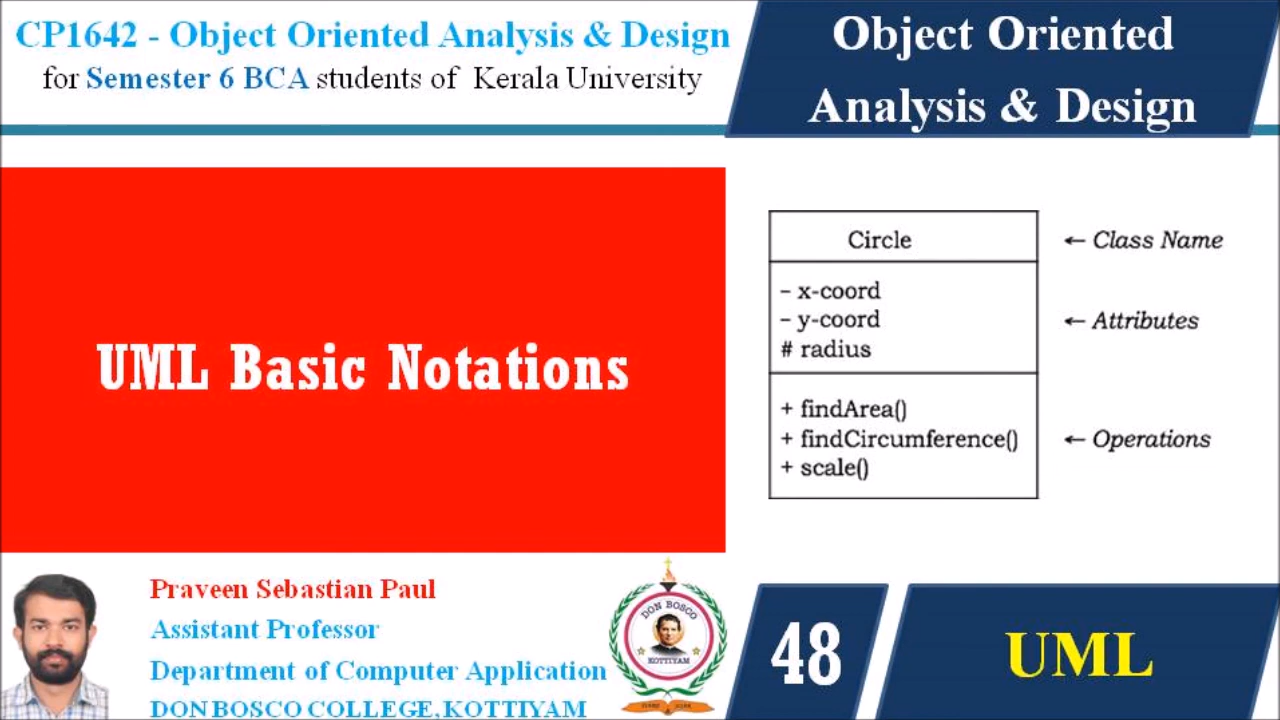 CP1642 - Object Oriented Analysis & Design
for Semester 6 BCA students of Kerala University
Object Oriented
Analysis & Design
UML Basic Notations
Circle
← Class Name
- x-coord
- y-coord
# radius
← Attributes
+ findArea()
+ findCircumference()
+ scale()
← Operations
Praveen Sebastian Paul
Assistant Professor
Department of Computer Application
DON BOSCO COLLEGE, KOTTIYAM
DON BOSCO
KOTTIYAM
48
UML